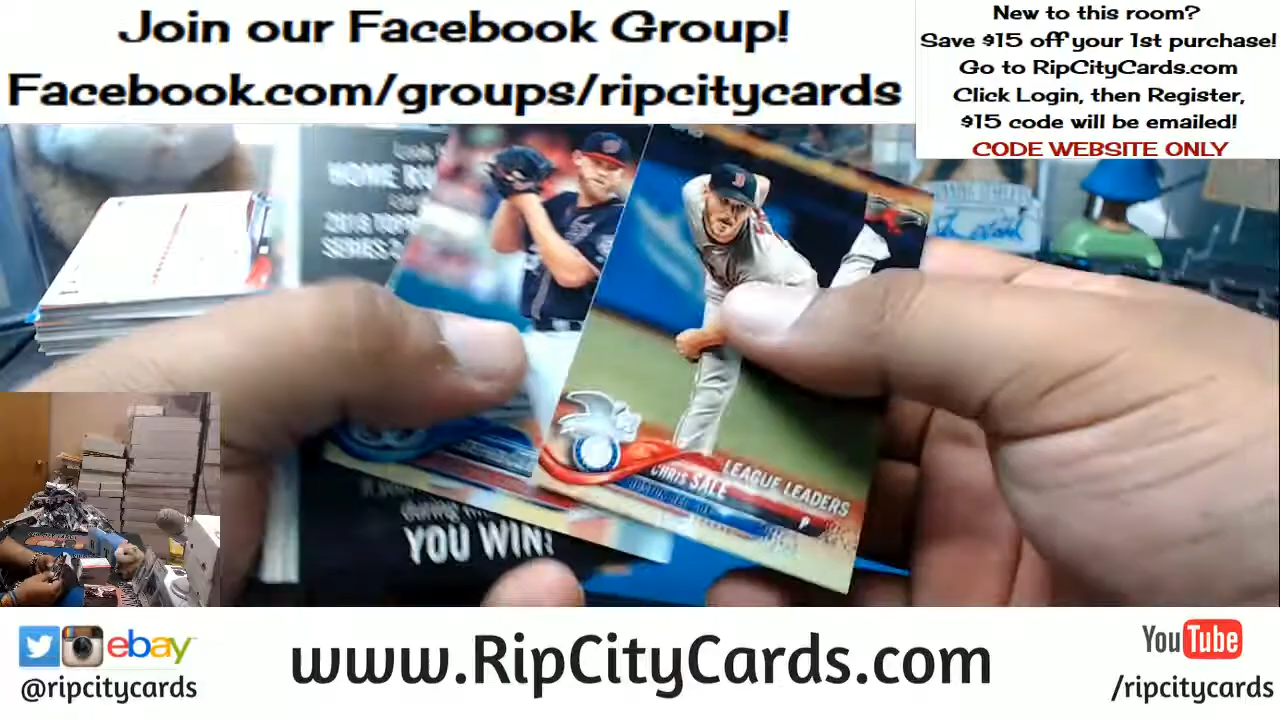 Join our Facebook Group!
Facebook.com/groups/ripcitycards
New to this room?
Save $15 off your 1st purchase!
Go to RipCityCards.com
Click Login, then Register,
$15 code will be emailed!
CODE WEBSITE ONLY
HOME
2018 TOPPS
SERIES
LEAGUE LEADERS
CHRIS SALE
P
YOU WIN!
ebay
@ripcitycards
www.RipCityCards.com
YouTube
/ripcitycards